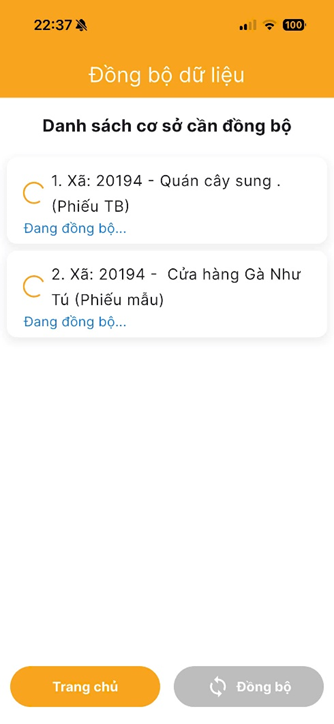 22:37
100
Đồng bộ dữ liệu
Danh sách cơ sở cần đồng bộ
1. Xã: 20194 - Quán cây sung .
(Phiếu TB)
Đang đồng bộ...
2. Xã: 20194 - Cửa hàng Gà Như
Tú (Phiếu mẫu)
Đang đồng bộ...
Trang chủ
Đồng bộ